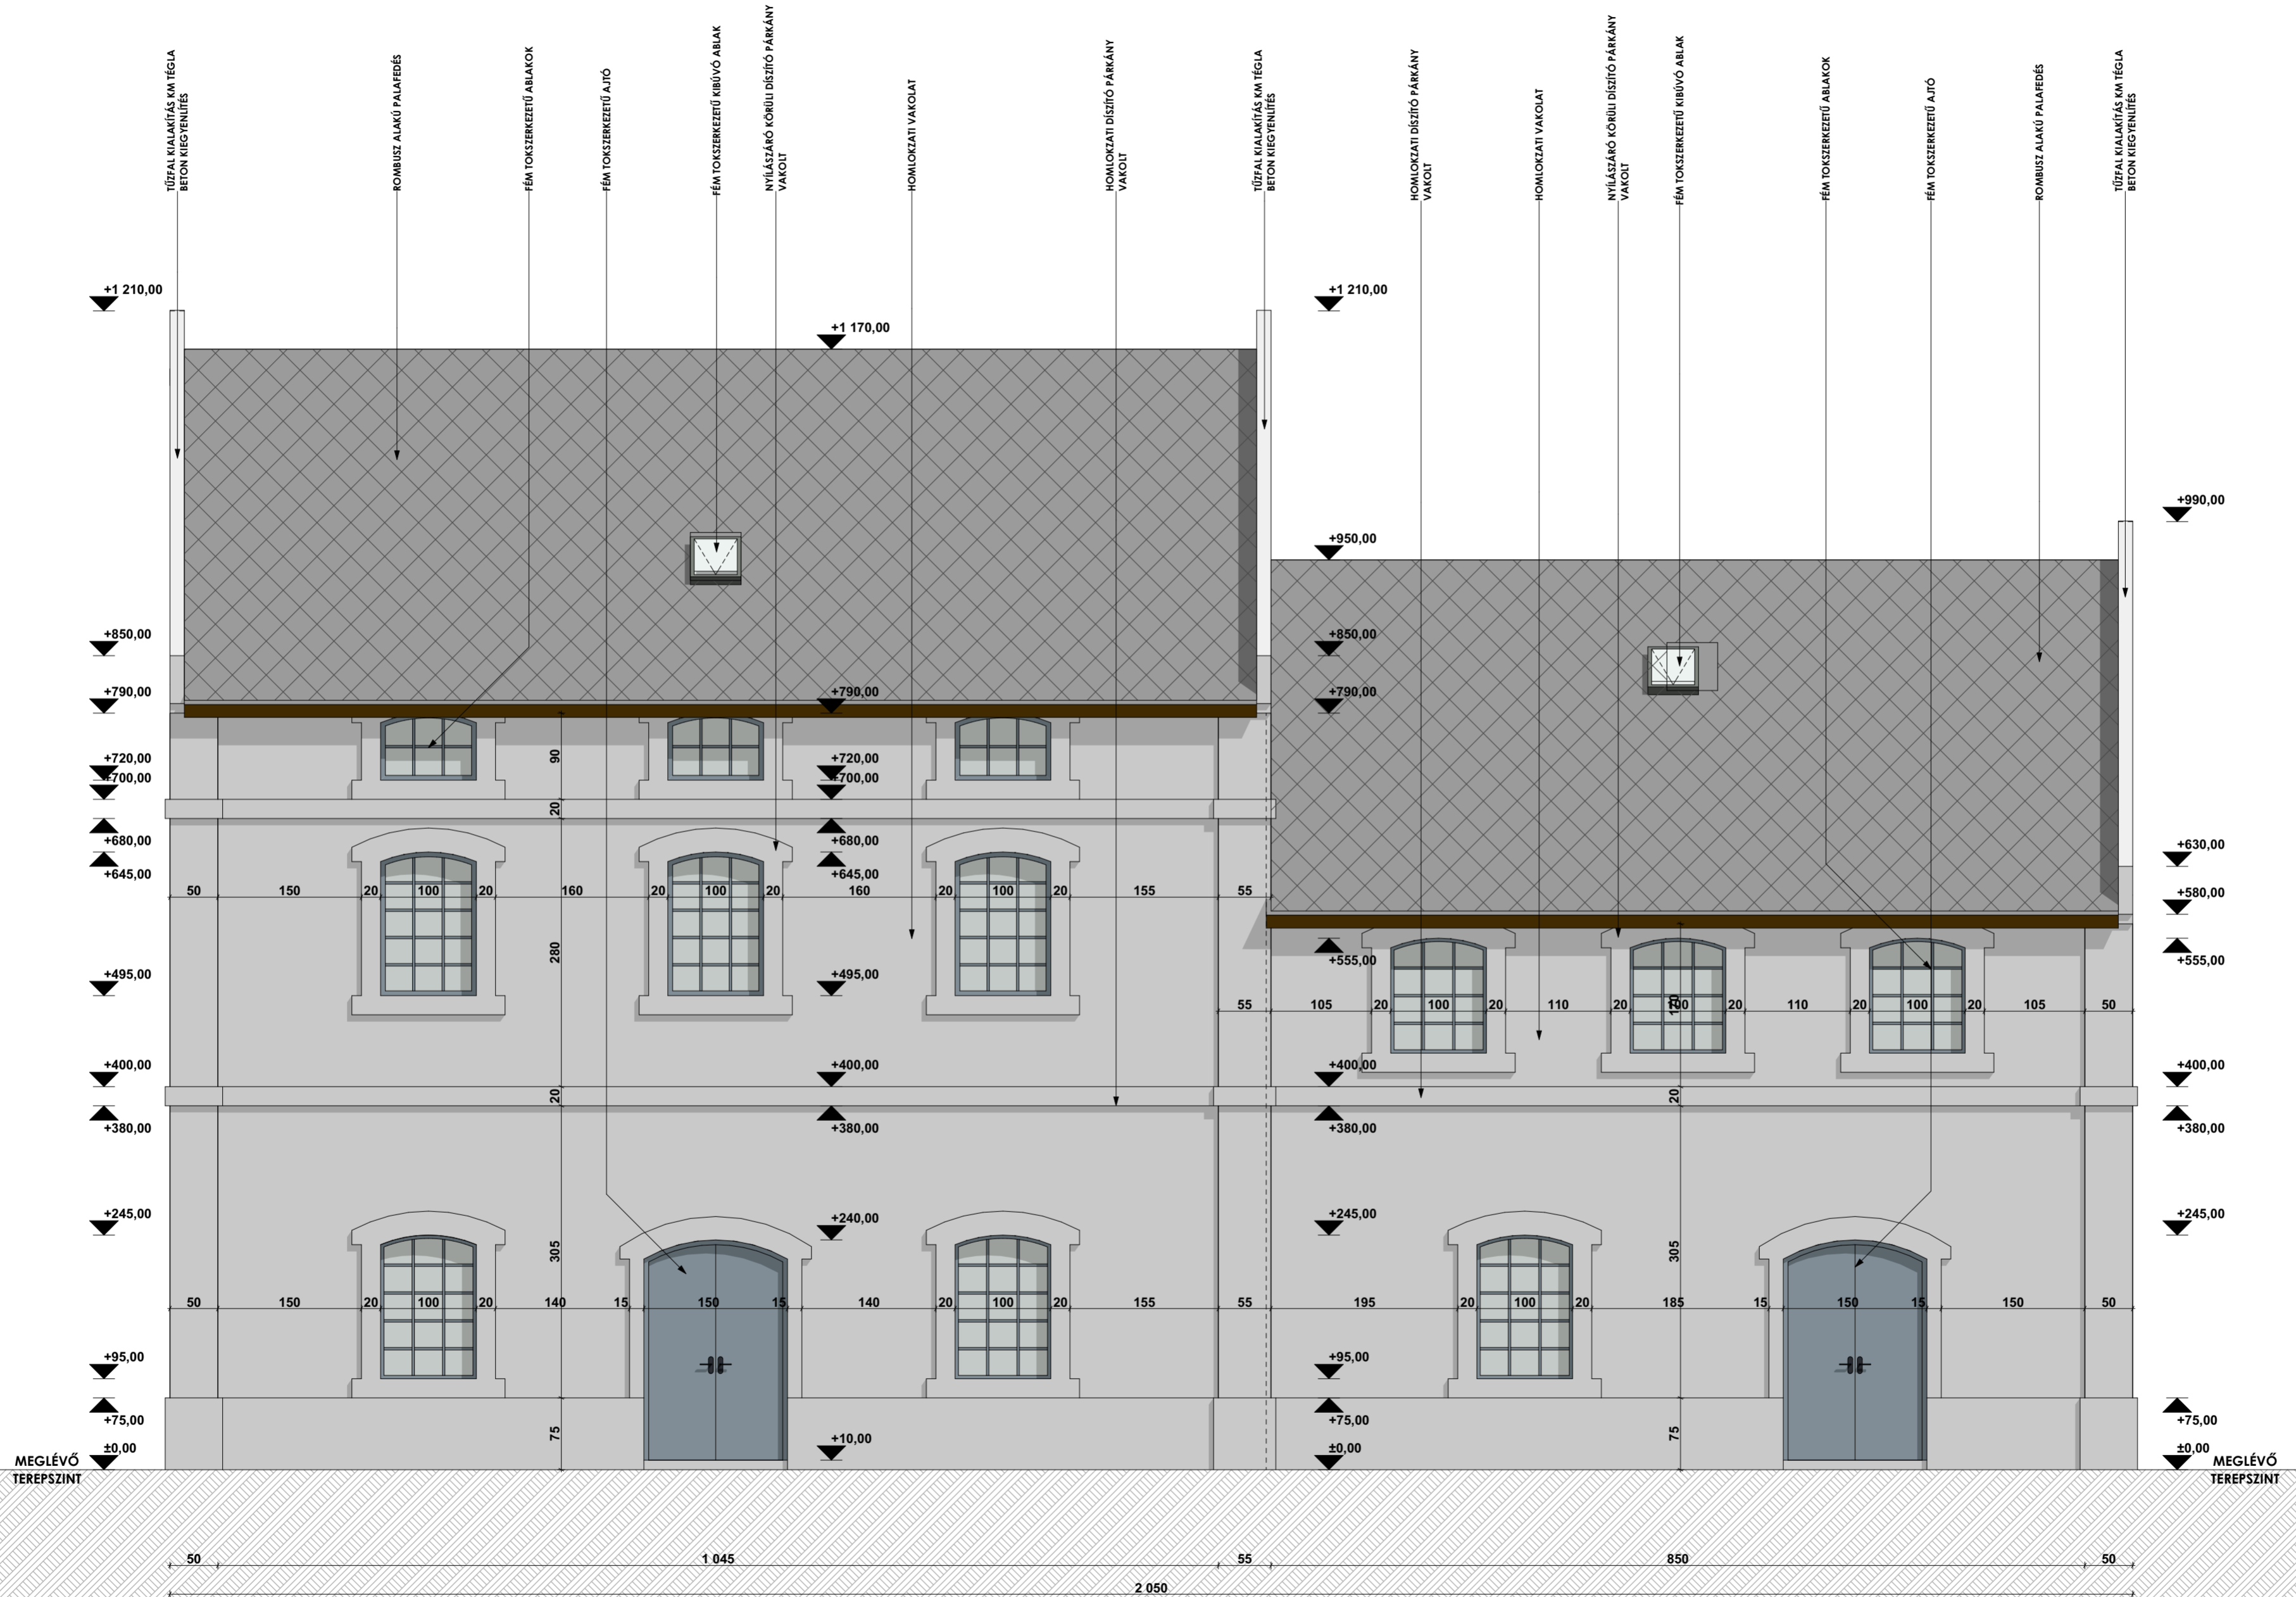 TŰZFAL KIALAKÍTÁS KM TÉGLA
BETON KIEGYENLÍTÉS
ROMBUSZ ALAKÚ PALAFEDÉS
FÉM TOKSZERKEZETŰ ABLAKOK
FÉM TOKSZERKEZETŰ AJTÓ
FÉM TOKSZERKEZETŰ KIBÚVÓ ABLAK
NYÍLÁSZÁRÓ KÖRÜLI DÍSZÍTŐ PÁRKÁNY
VAKOLT
HOMLOKZATI VAKOLAT
HOMLOKZATI DÍSZÍTŐ PÁRKÁNY
VAKOLT
TŰZFAL KIALAKÍTÁS KM TÉGLA
BETON KIEGYENLÍTÉS
HOMLOKZATI DÍSZÍTŐ PÁRKÁNY
VAKOLT
HOMLOKZATI VAKOLAT
NYÍLÁSZÁRÓ KÖRÜLI DÍSZÍTŐ PÁRKÁNY
VAKOLT
FÉM TOKSZERKEZETŰ KIBÚVÓ ABLAK
FÉM TOKSZERKEZETŰ ABLAKOK
FÉM TOKSZERKEZETŰ AJTÓ
ROMBUSZ ALAKÚ PALAFEDÉS
TŰZFAL KIALAKÍTÁS KM TÉGLA
BETON KIEGYENLÍTÉS
+1 210,00 +1 210,00
+1 170,00
+990,00
+950,00
+850,00 +850,00
+790,00 +790,00 +790,00
90
+720,00 +720,00
+700,00 +700,00
20
+680,00 +680,00
+645,00 +645,00 +630,00
50 150 20 100 20 160 20 100 20 160 20 100 20 155 55
+580,00
280
+555,00 +555,00
+495,00 +495,00
55 105 20 100 20 110 20 100 20 110 20 100 20 105 50
+400,00 +400,00 +400,00 +400,00
20 20
+380,00 +380,00 +380,00 +380,00
+245,00 +240,00 +245,00 +245,00
305 305
50 150 20 100 20 140 15 150 15 140 20 100 20 155 55 195 20 100 20 185 15 150 15 150 50
+95,00 +95,00
+75,00 +75,00 +75,00
75 75
+10,00
±0,00 ±0,00 ±0,00
MEGLÉVŐ MEGLÉVŐ
TEREPSZINT TEREPSZINT
50 1 045 55 850 50
2 050